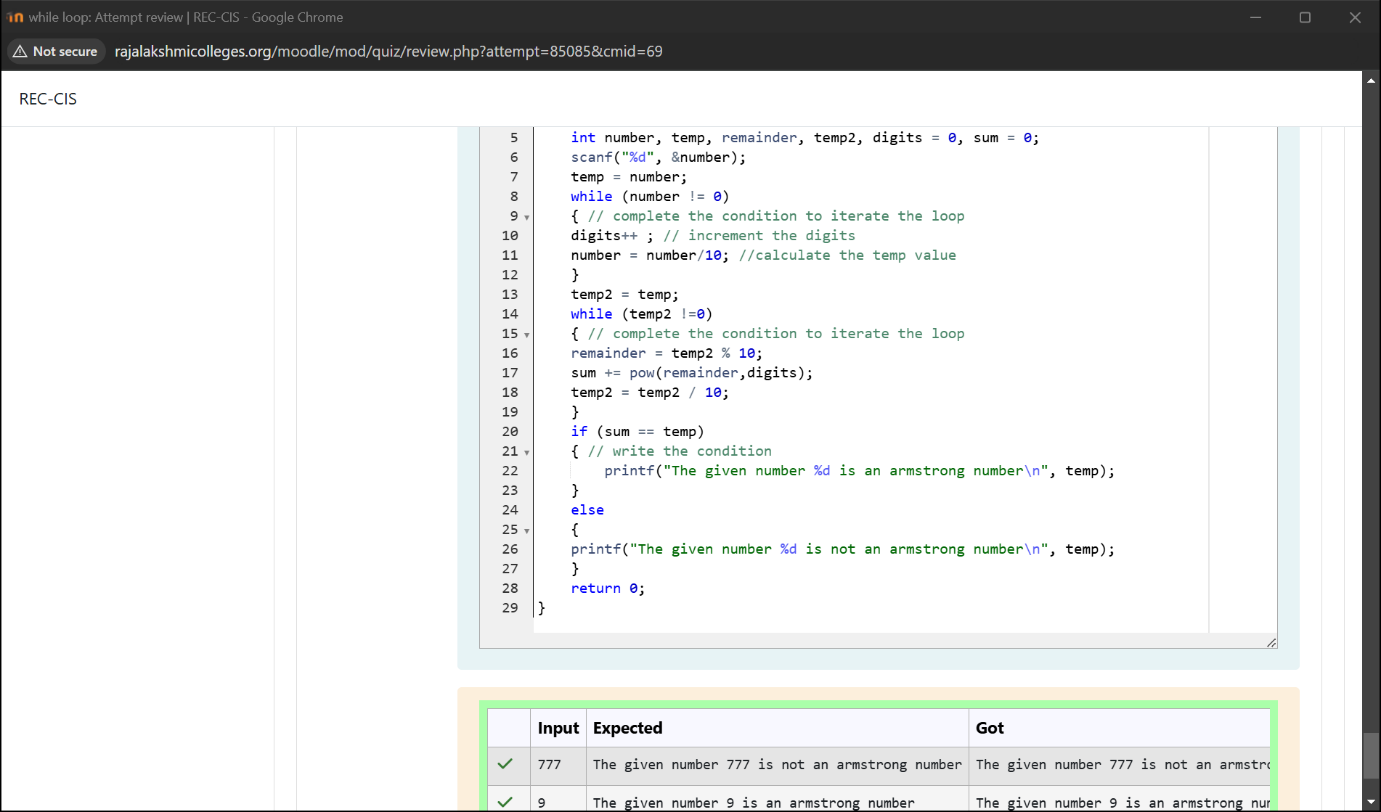 while loop: Attempt review | REC-CIS - Google Chrome
Not secure rajalakshmicolleges.org/moodle/mod/quiz/review.php?attempt=85085&cmid=69
REC-CIS
5 int number, temp, remainder, temp2, digits = 0, sum = 0;
6 scanf("%d", &number);
7 temp = number;
8 while (number != 0)
9 { // complete the condition to iterate the loop
10 digits++ ; // increment the digits
11 number = number/10; //calculate the temp value
12 }
13 temp2 = temp;
14 while (temp2 !=0)
15 { // complete the condition to iterate the loop
16 remainder = temp2 % 10;
17 sum += pow(remainder,digits);
18 temp2 = temp2 / 10;
19 }
20 if (sum == temp)
21 { // write the condition
22 printf("The given number %d is an armstrong number\n", temp);
23 }
24 else
25 {
26 printf("The given number %d is not an armstrong number\n", temp);
27 }
28 return 0;
29 }
Input Expected Got
777 The given number 777 is not an armstrong number The given number 777 is not an armstro
9 The given number 9 is an armstrong number The given number 9 is an armstrong num